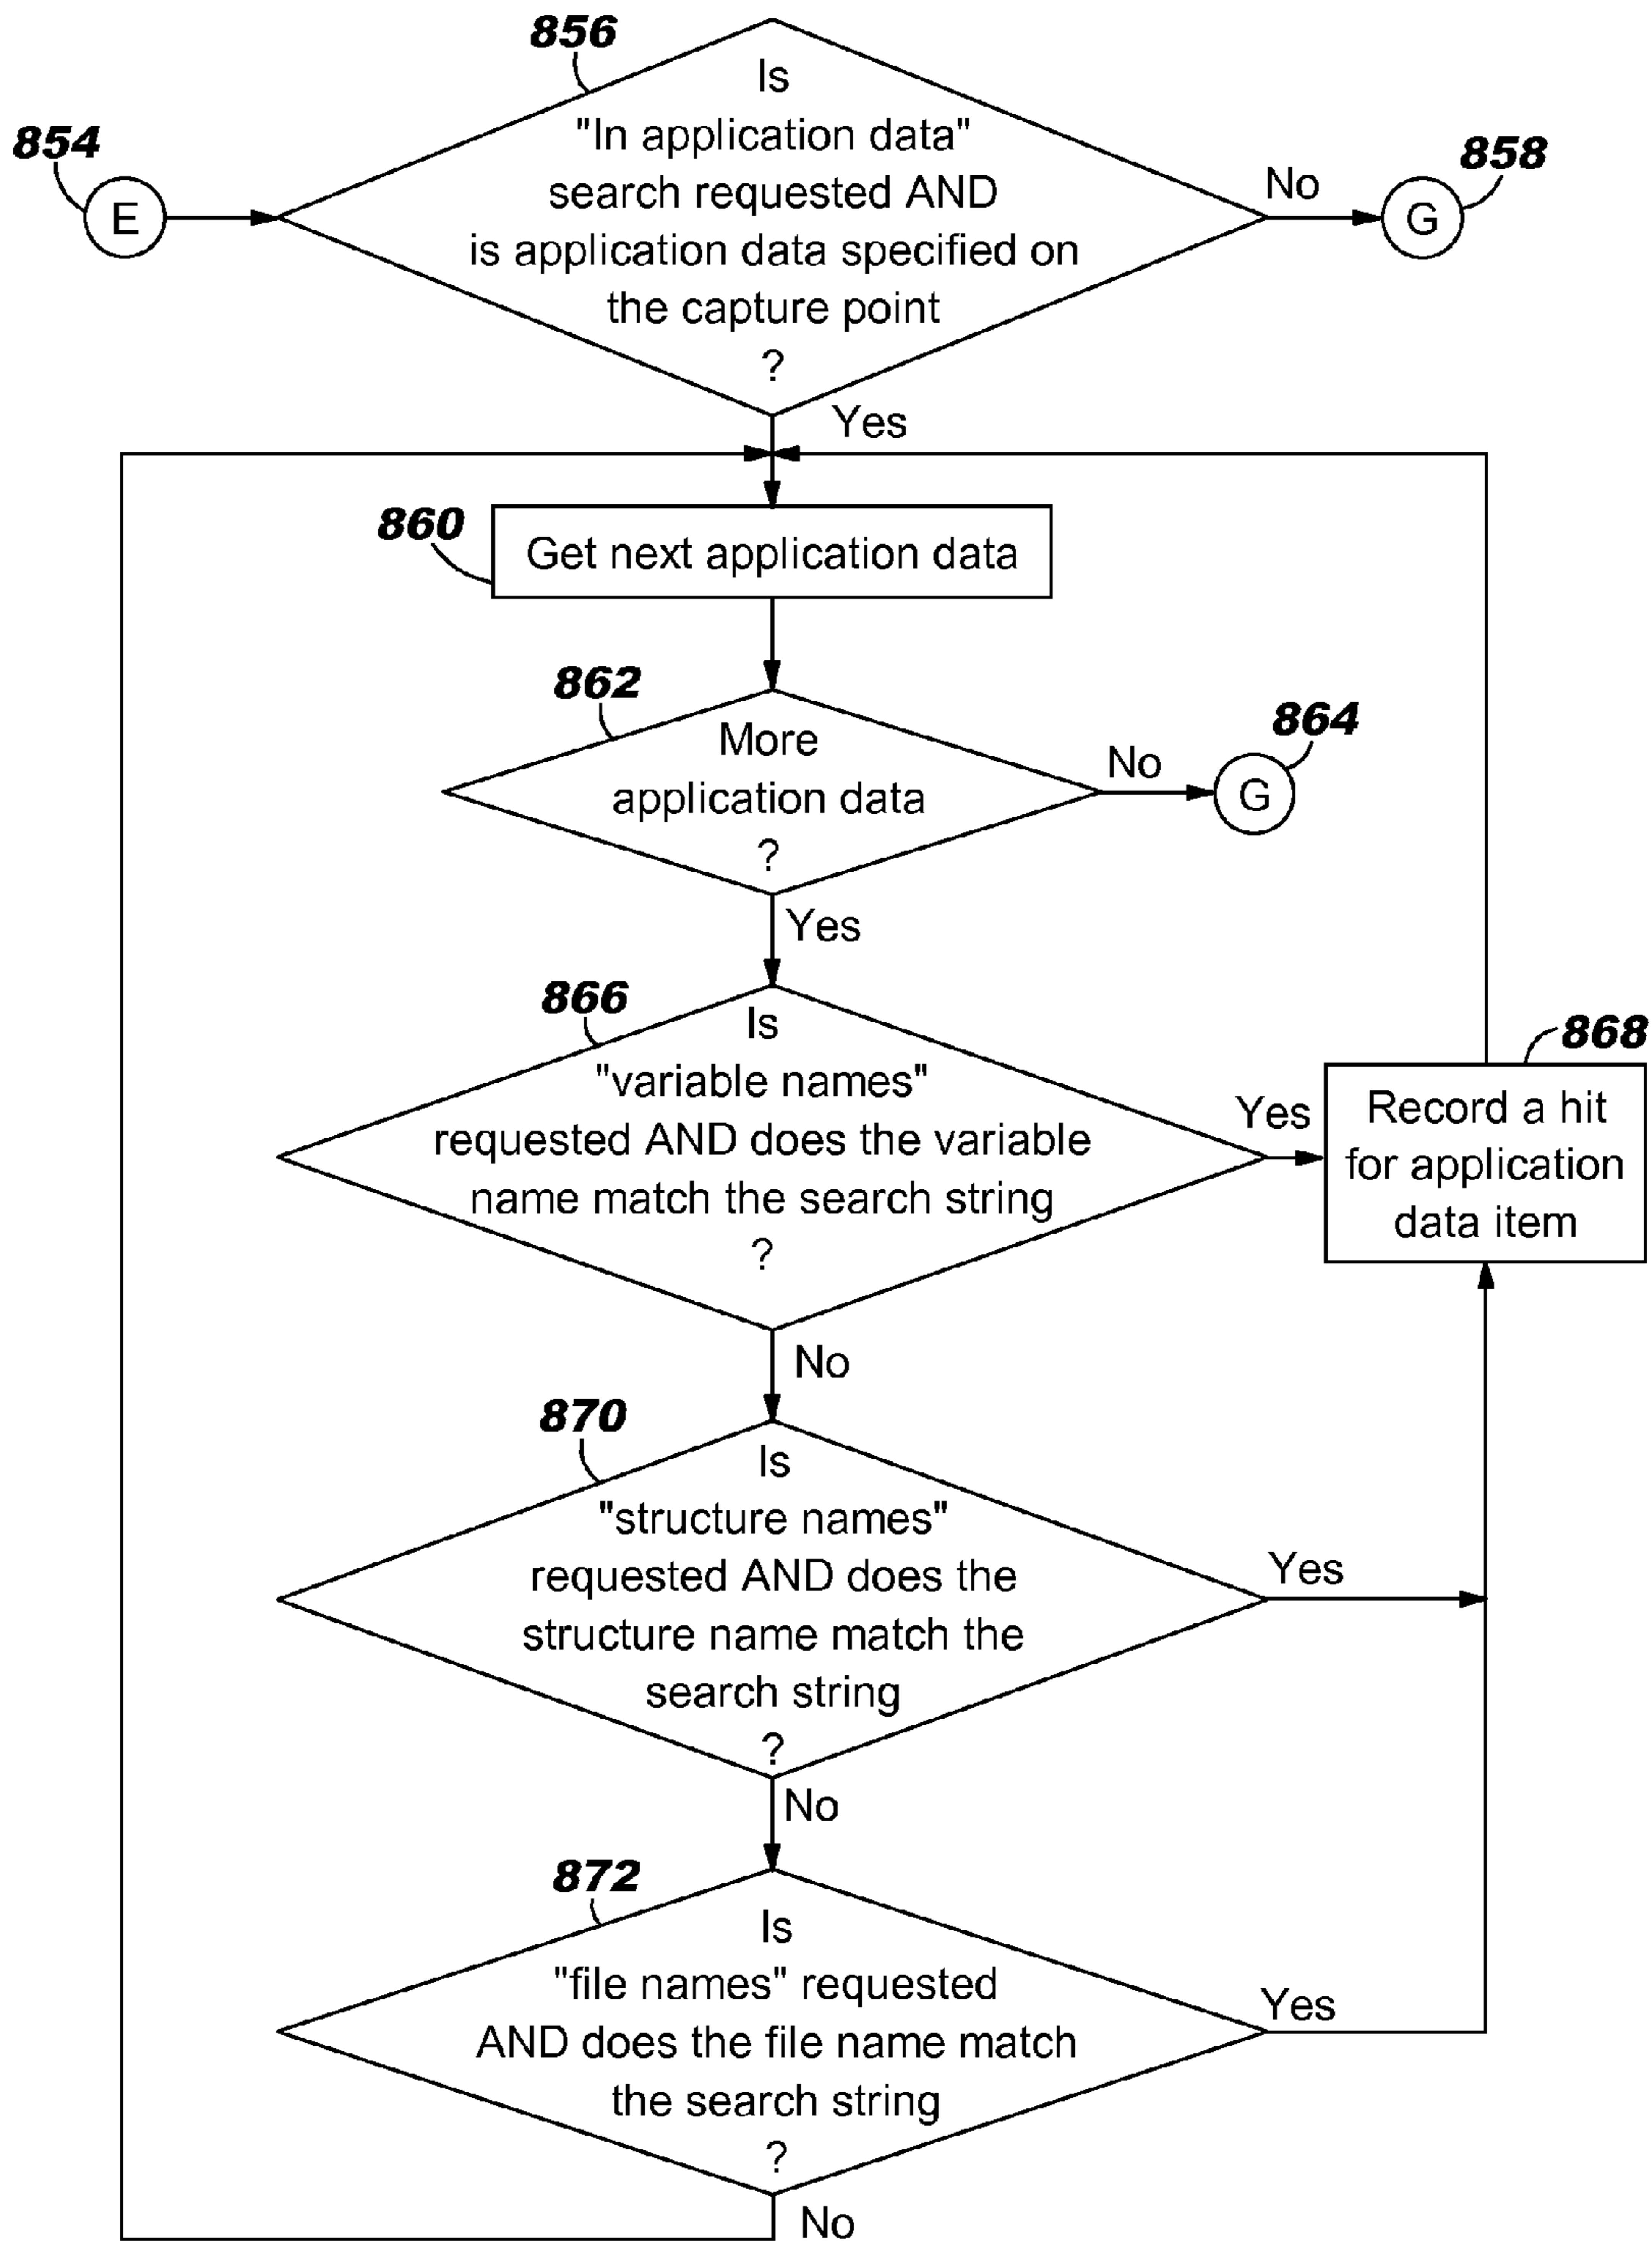 856
Is
"In application data"
search requested AND
is application data specified on
the capture point
?
854
E
No
858
G
Yes
860
Get next application data
862
More
application data
?
No
864
G
Yes
866
Is
"variable names"
requested AND does the variable
name match the search string
?
Yes
868
Record a hit
for application
data item
No
870
Is
"structure names"
requested AND does the
structure name match the
search string
?
Yes
No
872
Is
"file names" requested
AND does the file name match
the search string
?
Yes
No